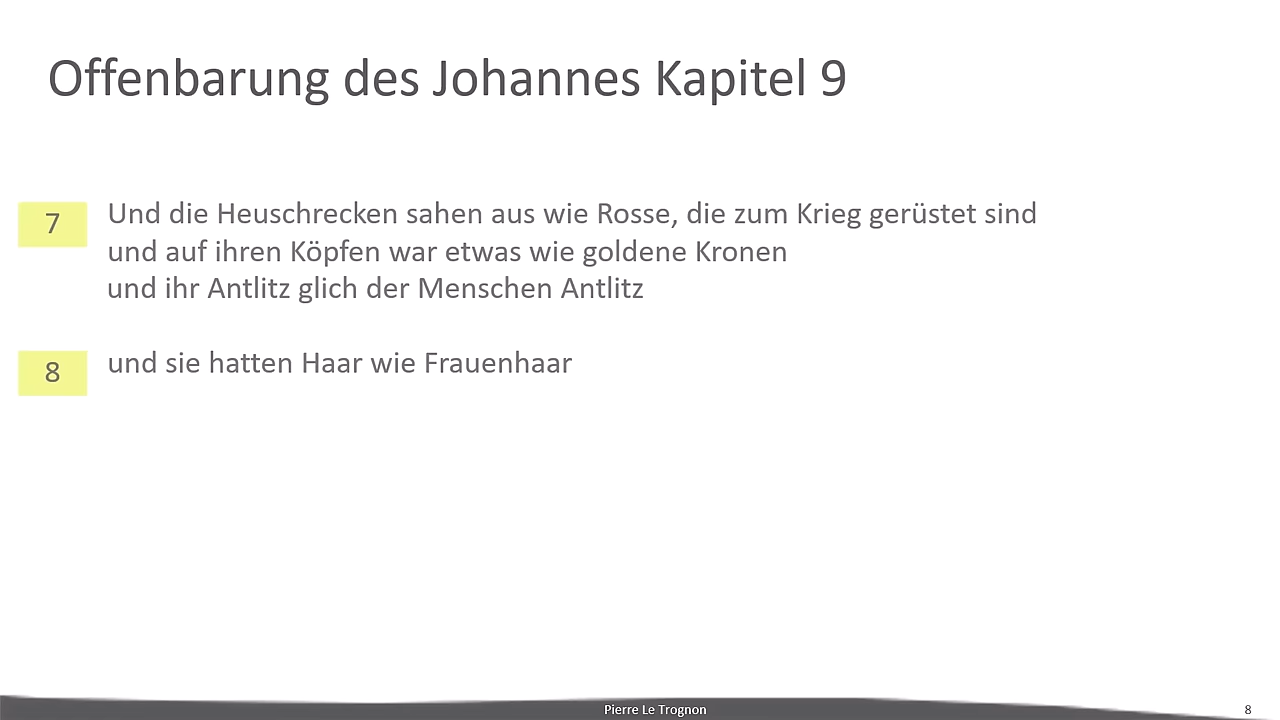 Offenbarung des Johannes Kapitel 9
7
Und die Heuschrecken sahen aus wie Rosse, die zum Krieg gerüstet sind
und auf ihren Köpfen war etwas wie goldene Kronen
und ihr Antlitz glich der Menschen Antlitz
8
und sie hatten Haar wie Frauenhaar
Pierre Le Trognon
8